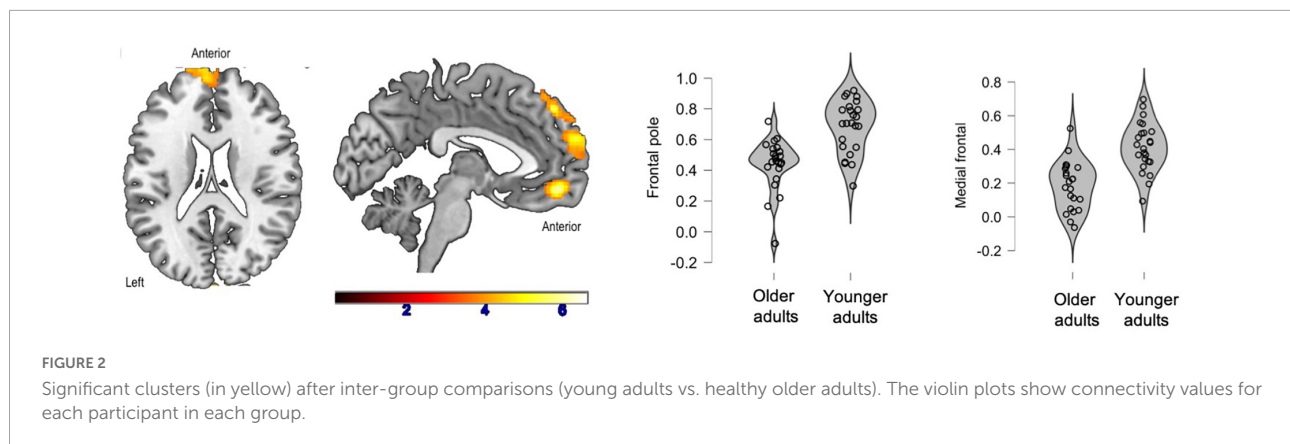 Anterior
Left
Anterior
2 4 6
Frontal pole
1.0
0.8
0.6
0.4
0.2
0.0
-0.2
Older adults
Younger adults
Medial frontal
0.8
0.6
0.4
0.2
0.0
-0.2
Older adults
Younger adults
FIGURE 2
Significant clusters (in yellow) after inter-group comparisons (young adults vs. healthy older adults). The violin plots show connectivity values for
each participant in each group.